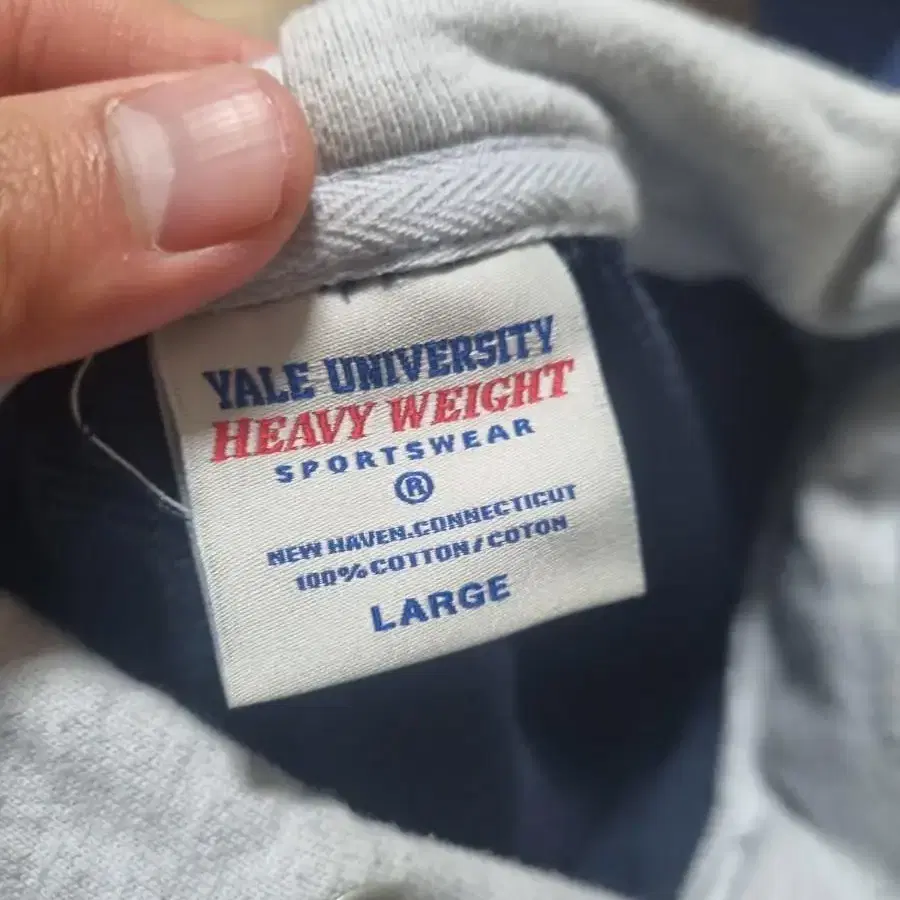 YALE UNIVERSITY
HEAVY WEIGHT
SPORTSWEAR
®
NEW HAVEN.CONNECTICUT
100% COTTON/COTON
LARGE